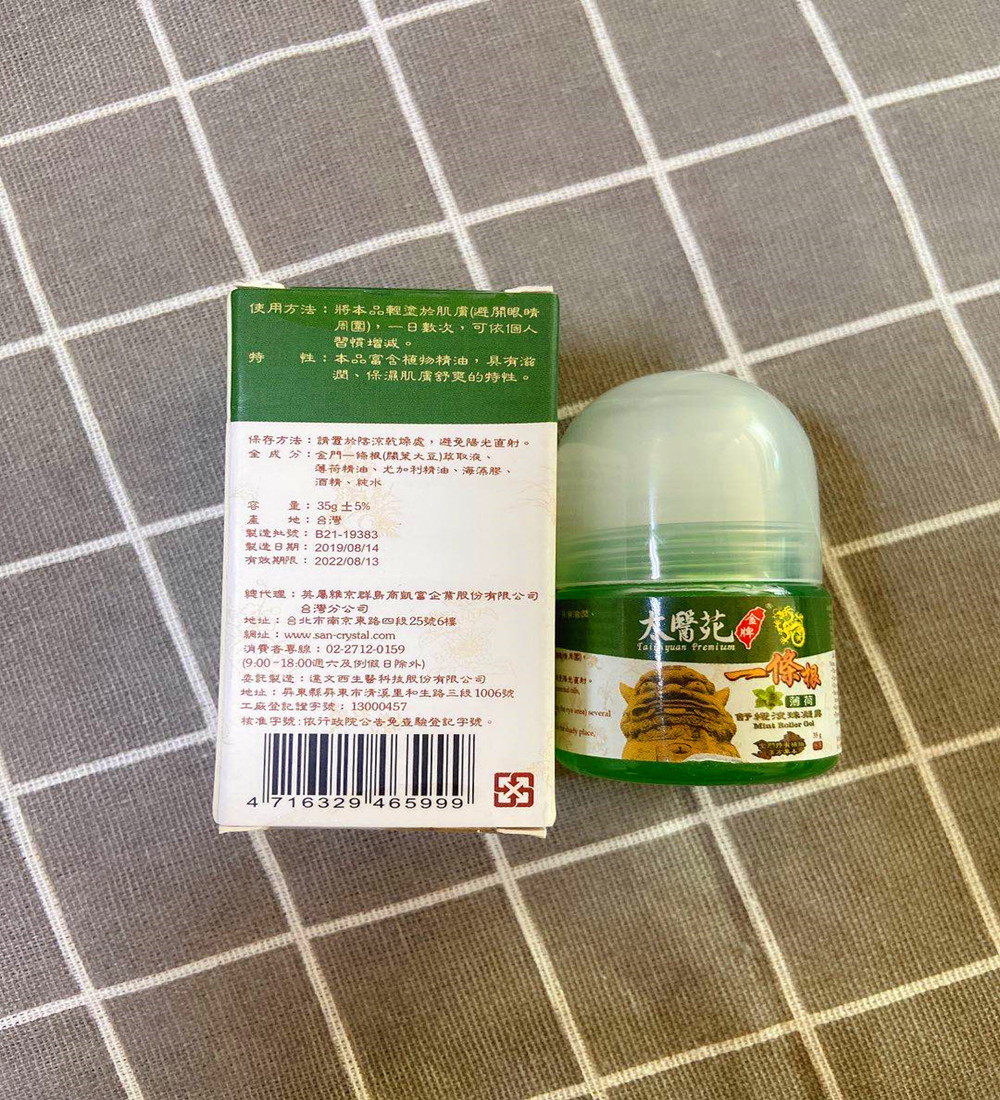 使用方法：將本品輕塗於肌膚(避開眼睛
周圍)，一日數次，可依個人
習慣增減。
特　　性：本品富含植物精油，具有滋
潤、保濕肌膚舒爽的特性。
保存方法：請置於陰涼乾燥處，避免陽光直射。
全 成 分：金門一條根(闊葉大豆)萃取液、
薄荷精油、尤加利精油、海藻膠、
酒精、純水
容　　量：35g±5%
產　　地：台灣
製造批號：B21-19383
製造日期：2019/08/14
有效期限：2022/08/13
總代理：英屬維京群島商凱富企業股份有限公司
台灣分公司
地址：台北市南京東路四段25號6樓
網址：www.san-crystal.com
消費者專線：02-2712-0159
(9:00~18:00週六及例假日除外)
委託製造：達文西生醫科技股份有限公司
地址：屏東縣屏東市清溪里和生路三段1006號
工廠登記證字號：13000457
核准字號：依行政院公告免查驗登記字號。
4 716329 465999
太醫苑
金牌
®
Taiyiyuan Premium
一條根
薄荷
舒緩滾珠凝露
Mint Roller Gel
35 g
陽光直射。
eye area) several
shady place,